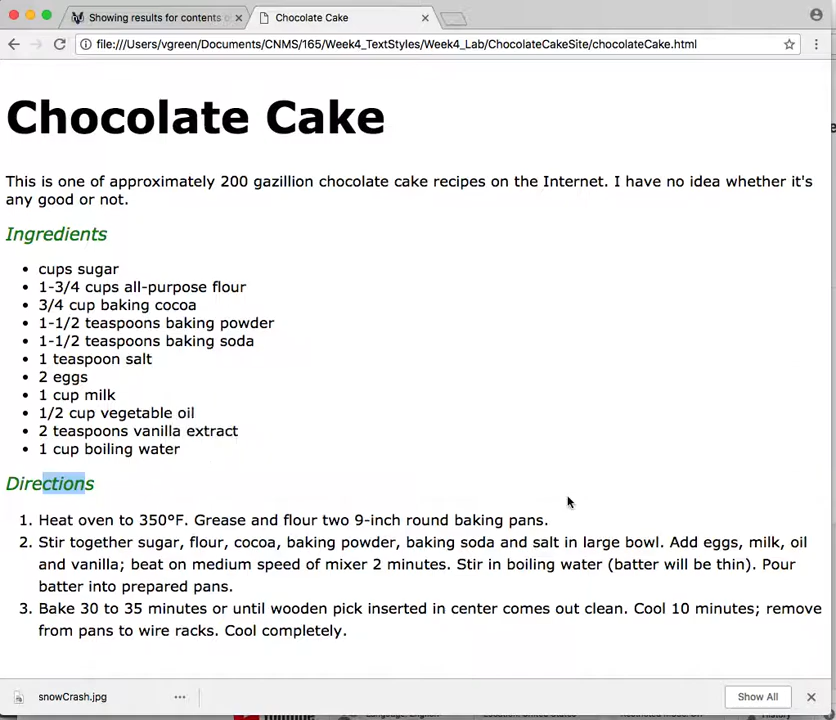 Showing results for contents o
Chocolate Cake
file:///Users/vgreen/Documents/CNMS/165/Week4_TextStyles/Week4_Lab/ChocolateCakeSite/chocolateCake.html
Chocolate Cake
This is one of approximately 200 gazillion chocolate cake recipes on the Internet. I have no idea whether it's
any good or not.
Ingredients
• cups sugar
• 1-3/4 cups all-purpose flour
• 3/4 cup baking cocoa
• 1-1/2 teaspoons baking powder
• 1-1/2 teaspoons baking soda
• 1 teaspoon salt
• 2 eggs
• 1 cup milk
• 1/2 cup vegetable oil
• 2 teaspoons vanilla extract
• 1 cup boiling water
Directions
1. Heat oven to 350°F. Grease and flour two 9-inch round baking pans.
2. Stir together sugar, flour, cocoa, baking powder, baking soda and salt in large bowl. Add eggs, milk, oil
and vanilla; beat on medium speed of mixer 2 minutes. Stir in boiling water (batter will be thin). Pour
batter into prepared pans.
3. Bake 30 to 35 minutes or until wooden pick inserted in center comes out clean. Cool 10 minutes; remove
from pans to wire racks. Cool completely.
snowCrash.jpg
Show All